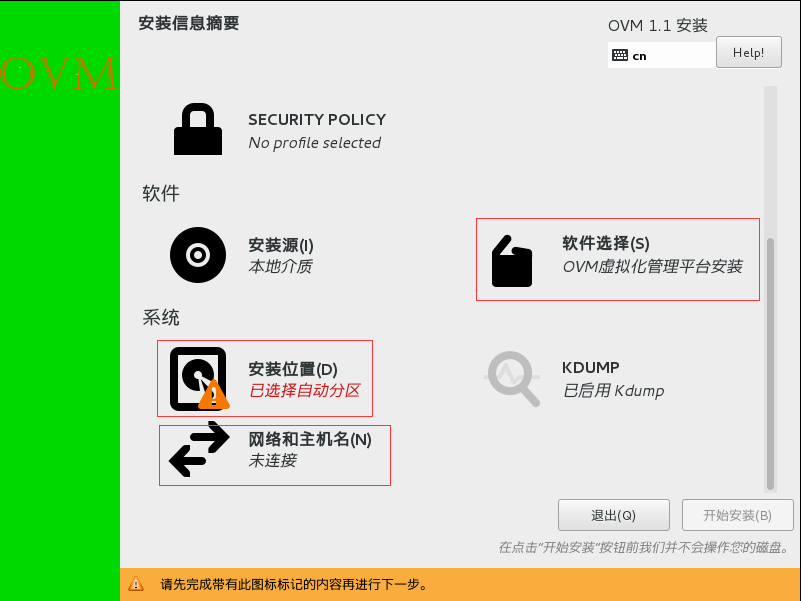 安装信息摘要
OVM 1.1 安装
cn
Help!
OVM
SECURITY POLICY
No profile selected
软件
安装源(I)
本地介质
软件选择(S)
OVM虚拟化管理平台安装
系统
安装位置(D)
已选择自动分区
KDUMP
已启用 Kdump
网络和主机名(N)
未连接
退出(Q)
开始安装(B)
在点击"开始安装"按钮前我们并不会操作您的磁盘。
请先完成带有此图标标记的内容再进行下一步。